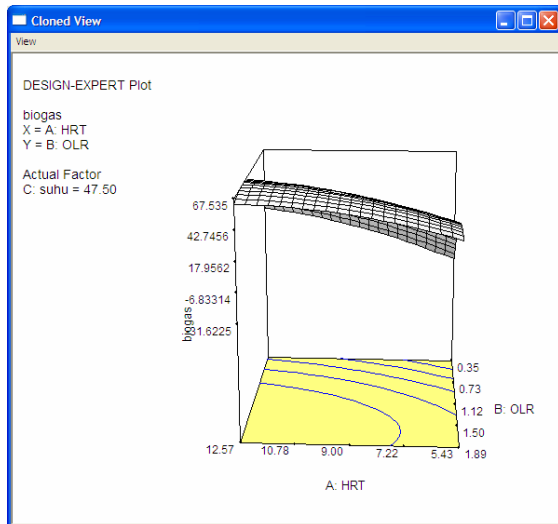 Cloned View
View
DESIGN-EXPERT Plot
biogas
X = A: HRT
Y = B: OLR
Actual Factor
C: suhu = 47.50
67.535
42.7456
17.9562
-6.83314
-31.6225
biogas
0.35
0.73
1.12
1.50
1.89
B: OLR
12.57
10.78
9.00
7.22
5.43
A: HRT